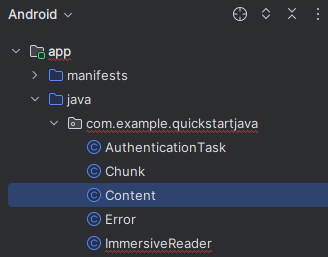 Android
app
manifests
java
com.example.quickstartjava
AuthenticationTask
Chunk
Content
Error
ImmersiveReader